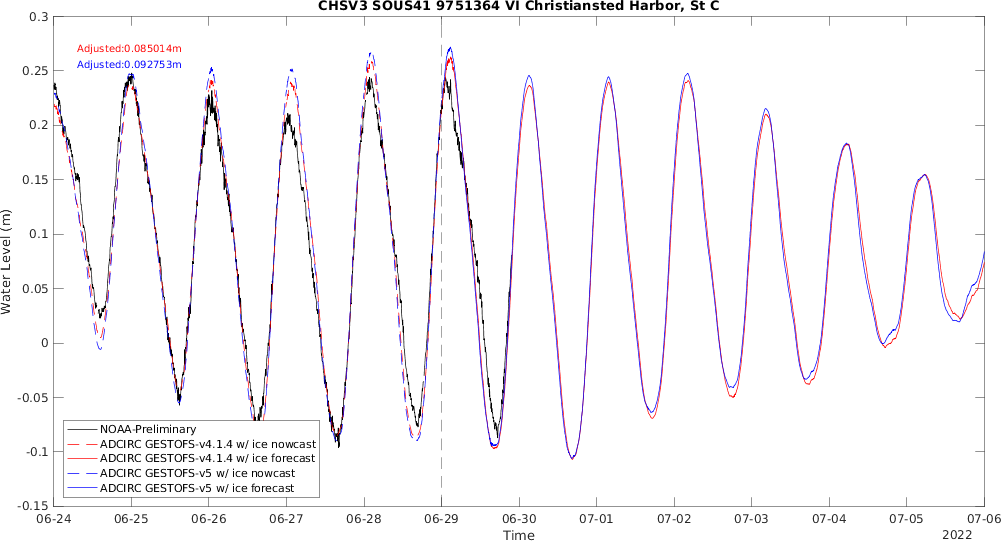 CHSV3 SOUS41 9751364 VI Christiansted Harbor, St C
Adjusted:0.085014m
Adjusted:0.092753m
0.3
0.25
0.2
0.15
0.1
0.05
0
-0.05
-0.1
-0.15
Water Level (m)
NOAA-Preliminary
ADCIRC GESTOFS-v4.1.4 w/ ice nowcast
ADCIRC GESTOFS-v4.1.4 w/ ice forecast
ADCIRC GESTOFS-v5 w/ ice nowcast
ADCIRC GESTOFS-v5 w/ ice forecast
06-24 06-25 06-26 06-27 06-28 06-29 06-30 07-01 07-02 07-03 07-04 07-05 07-06
Time
2022